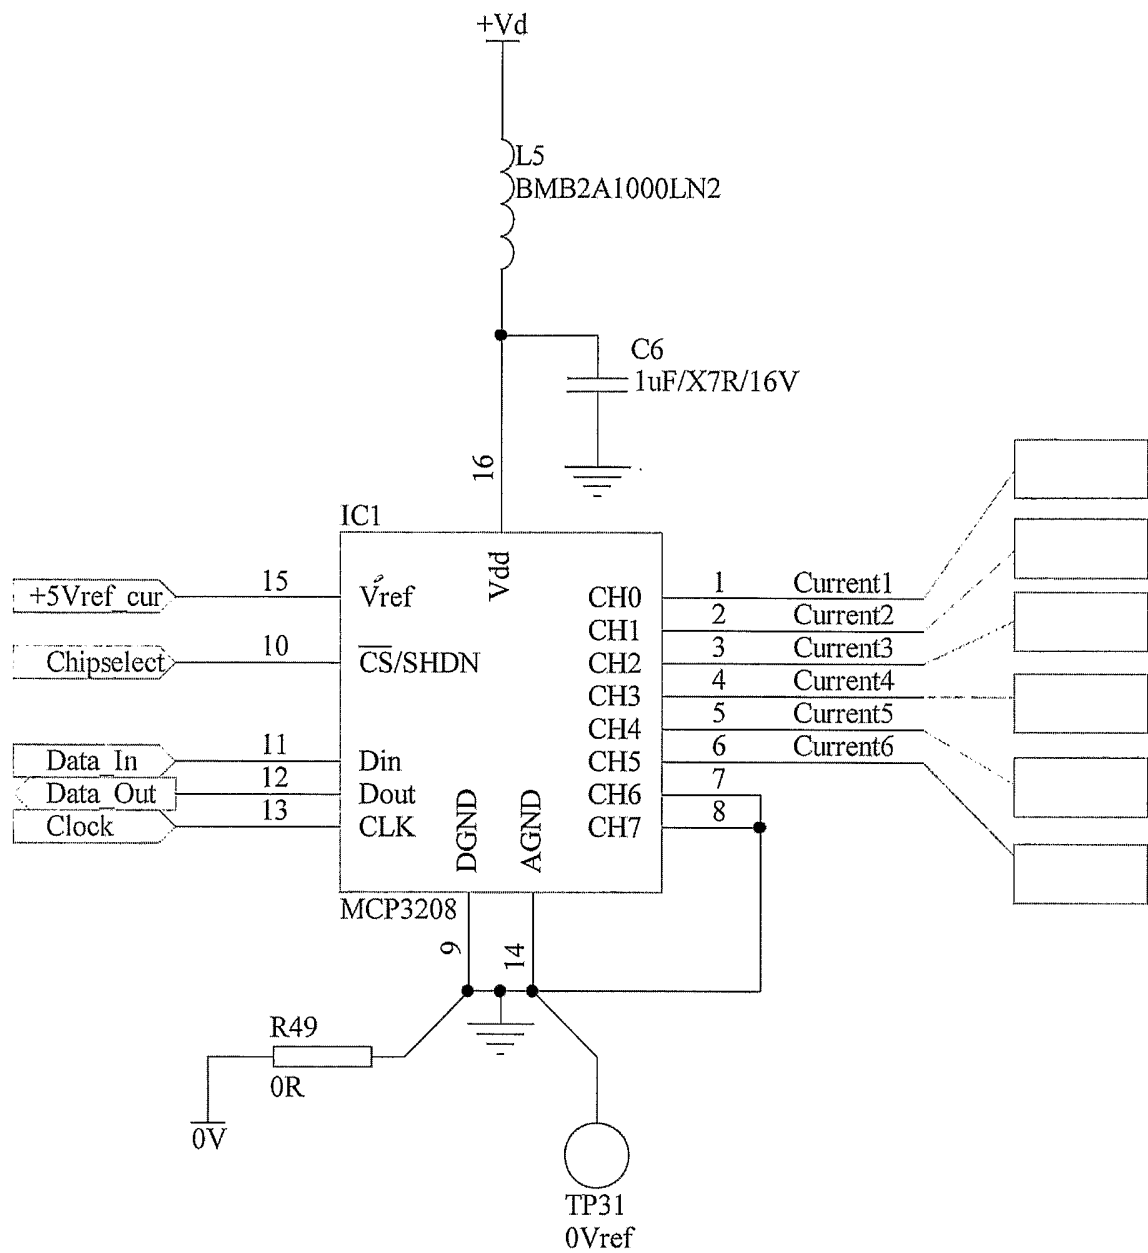 +Vd
L5
BMB2A1000LN2
C6
1uF/X7R/16V
16
IC1
Vdd
+5Vref_cur 15 Vref
CH0 1 Current1
CH1 2 Current2
Chipselect 10 CS/SHDN
CH2 3 Current3
CH3 4 Current4
CH4 5 Current5
Data_In 11 Din
CH5 6 Current6
Data_Out 12 Dout
CH6 7
Clock 13 CLK
CH7 8
DGND
AGND
MCP3208
9
14
R49
0R
0V
TP31
0Vref